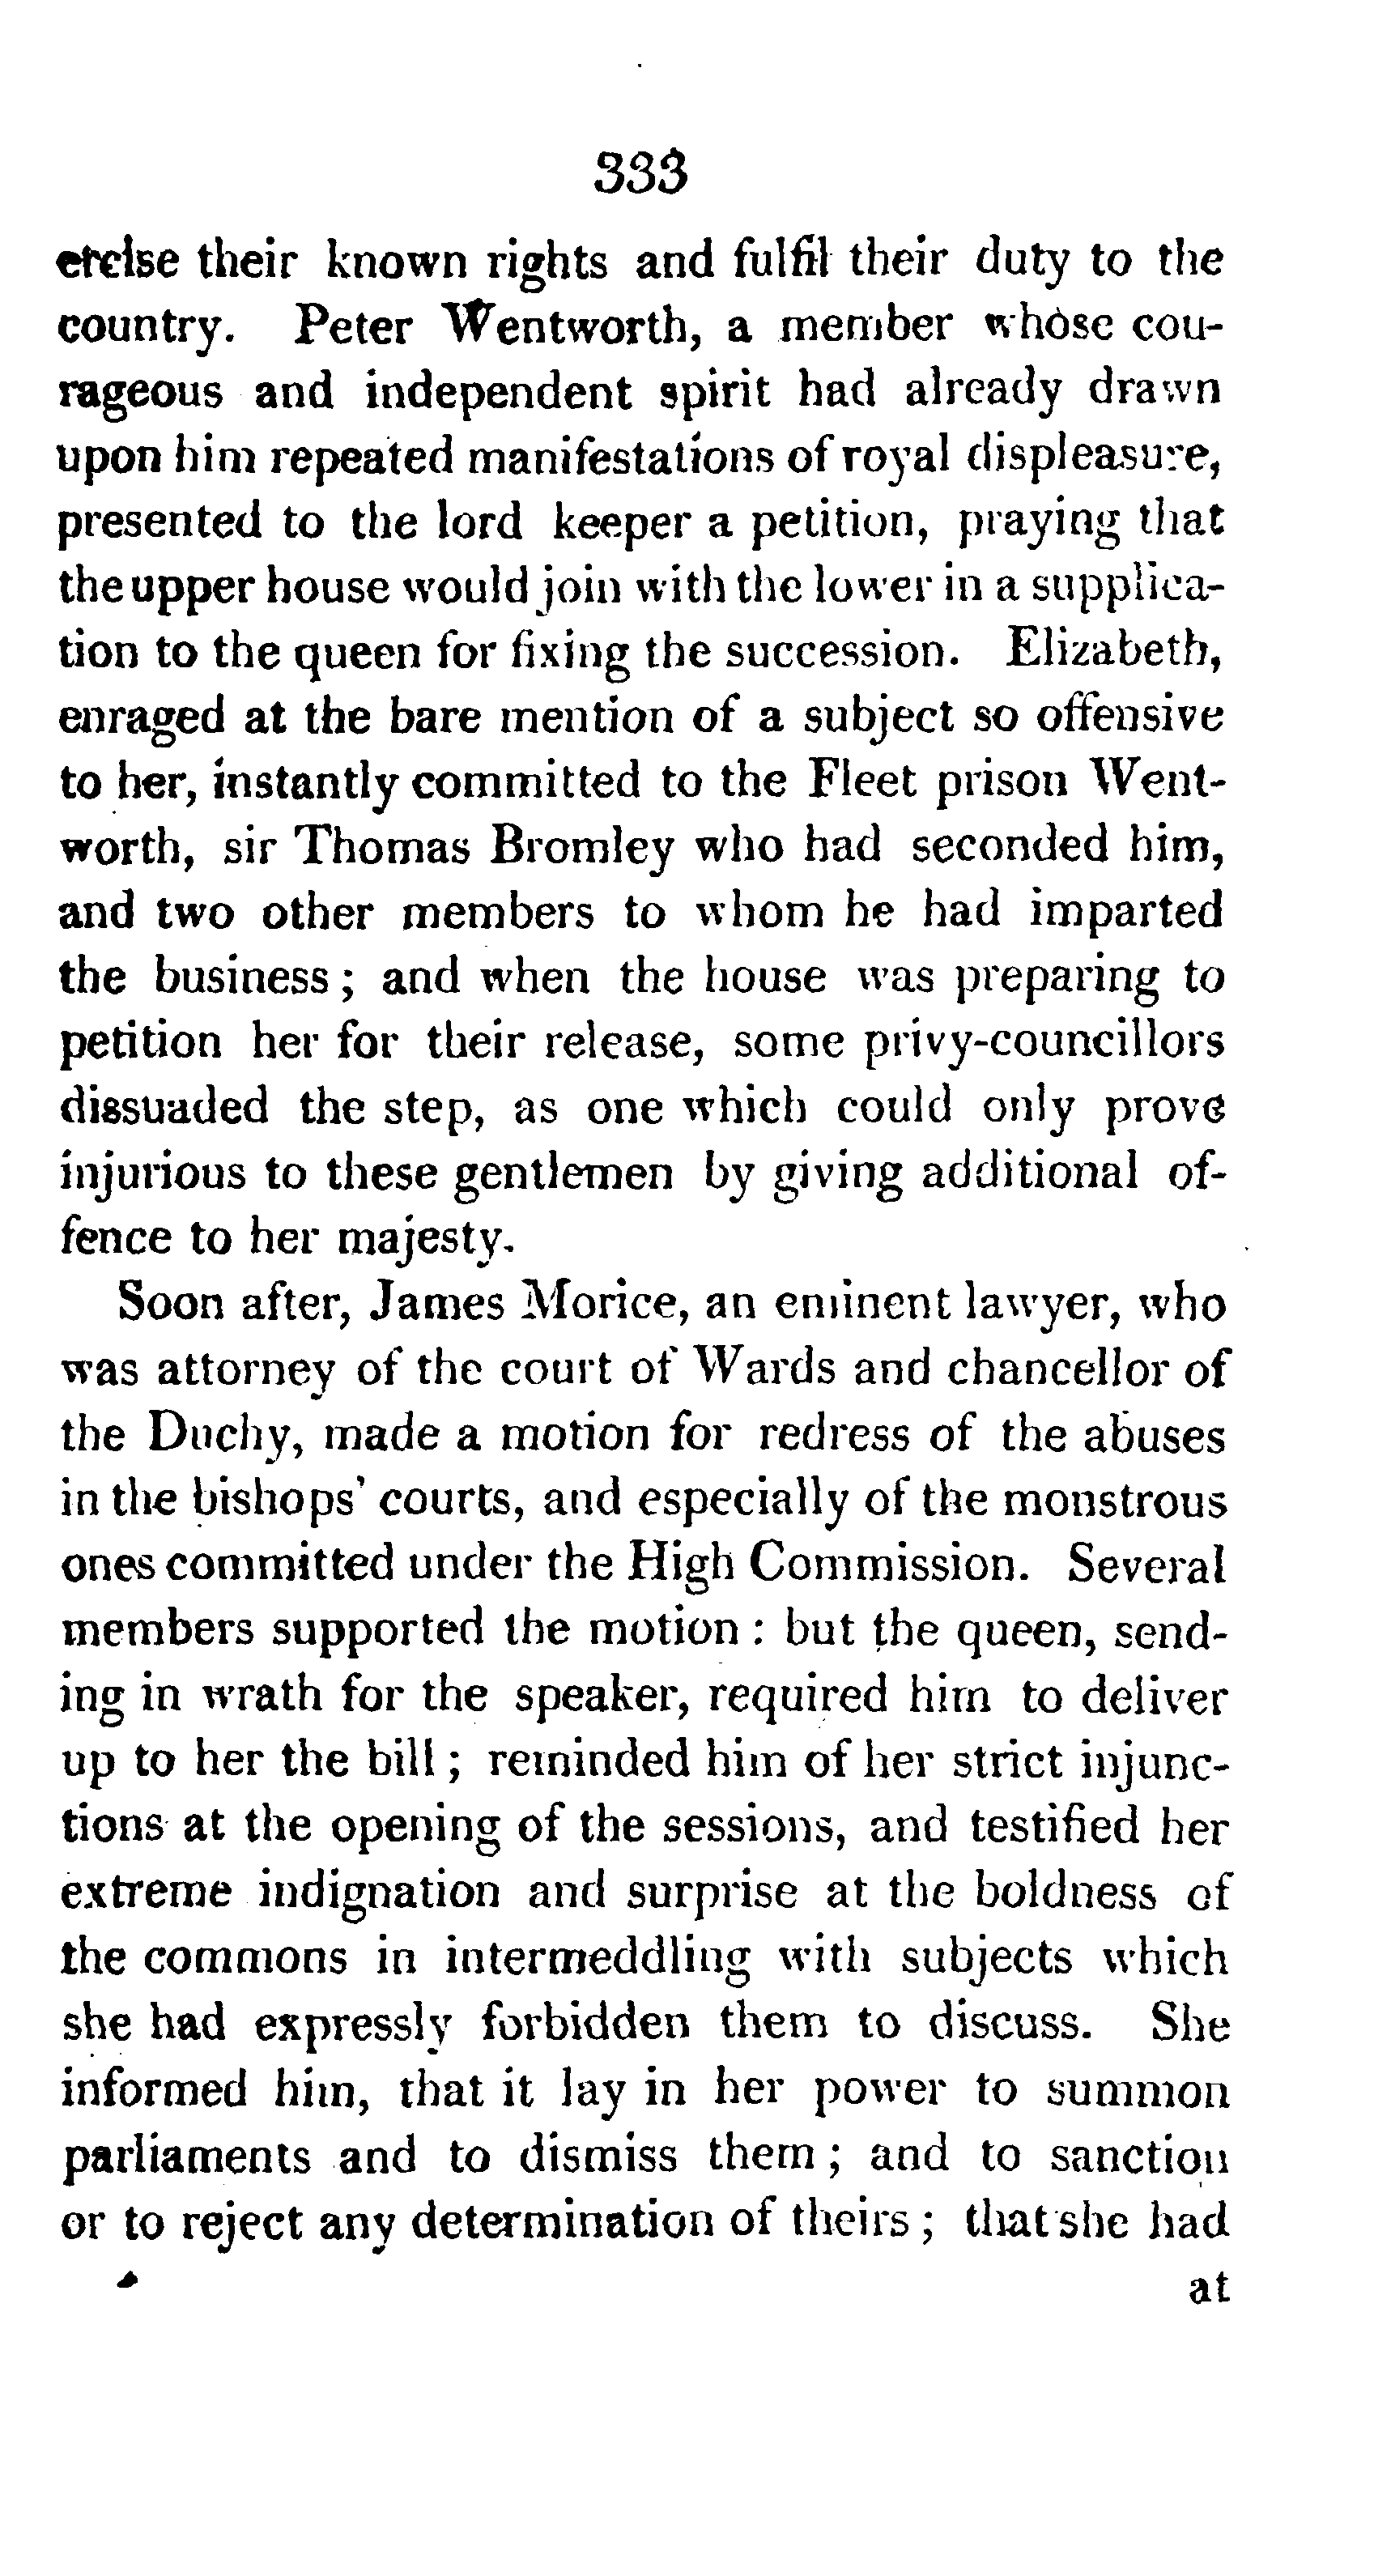 333
ercise their known rights and fulfil their duty to the
country. Peter Wentworth, a member whose cou-
rageous and independent spirit had already drawn
upon him repeated manifestations of royal displeasure,
presented to the lord keeper a petition, praying that
the upper house would join with the lower in a supplica-
tion to the queen for fixing the succession. Elizabeth,
enraged at the bare mention of a subject so offensive
to her, instantly committed to the Fleet prison Went-
worth, sir Thomas Bromley who had seconded him,
and two other members to whom he had imparted
the business; and when the house was preparing to
petition her for their release, some privy-councillors
dissuaded the step, as one which could only prove
injurious to these gentlemen by giving additional of-
fence to her majesty.
Soon after, James Morice, an eminent lawyer, who
was attorney of the court of Wards and chancellor of
the Duchy, made a motion for redress of the abuses
in the bishops' courts, and especially of the monstrous
ones committed under the High Commission. Several
members supported the motion: but the queen, send-
ing in wrath for the speaker, required him to deliver
up to her the bill; reminded him of her strict injunc-
tions at the opening of the sessions, and testified her
extreme indignation and surprise at the boldness of
the commons in intermeddling with subjects which
she had expressly forbidden them to discuss. She
informed him, that it lay in her power to summon
parliaments and to dismiss them; and to sanction
or to reject any determination of theirs; that she had
at